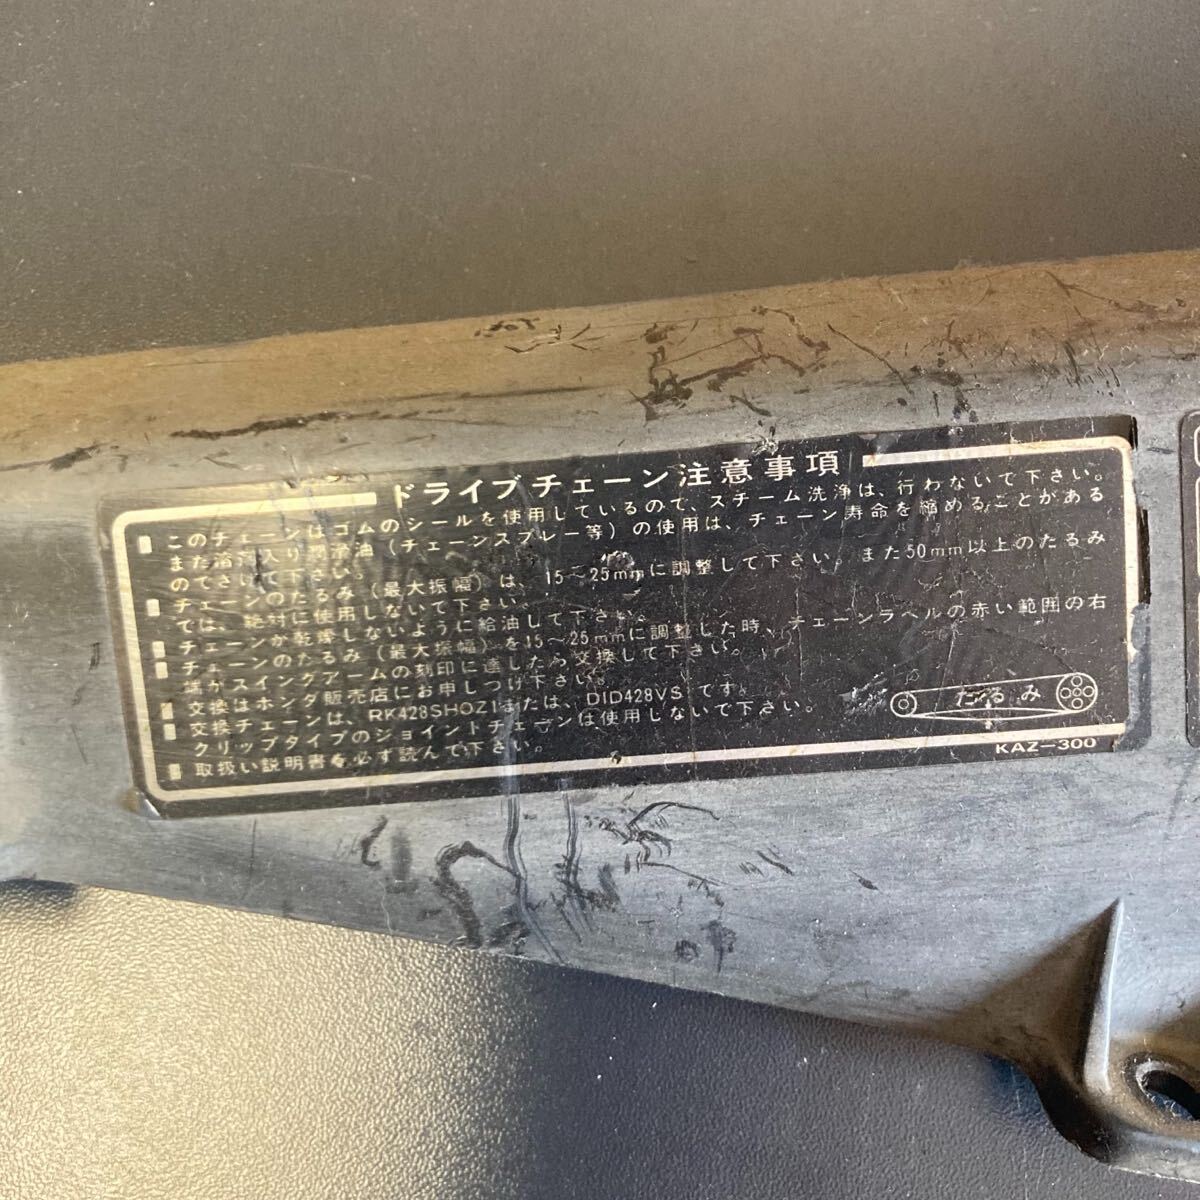 ドライブチェーン注意事項
このチェーンはゴムのシールを使用しているので、スチーム洗浄は、行わないで下さい。
また溶剤入り潤滑油(チェーンスプレー等)の使用は、チェーン寿命を縮めることがある
のでさけて下さい。
チェーンのたるみ(最大振幅)は、15〜25mmに調整して下さい。また50mm以上のたるみ
では、絶対に使用しないで下さい。
チェーンが乾燥しないように給油して下さい。
チェーンのたるみ(最大振幅)を15〜25mmに調整した時、チェーンラベルの赤い範囲の右
端がスイングアームの刻印に達したら交換して下さい。
交換はホンダ販売店にお申しつけ下さい。
交換チェーンは、RK428SHOZ1または、DID428VSです。
クリップタイプのジョイントチェーンは使用しないで下さい。
取扱い説明書を必ず読んで下さい。
たるみ
KAZ-300